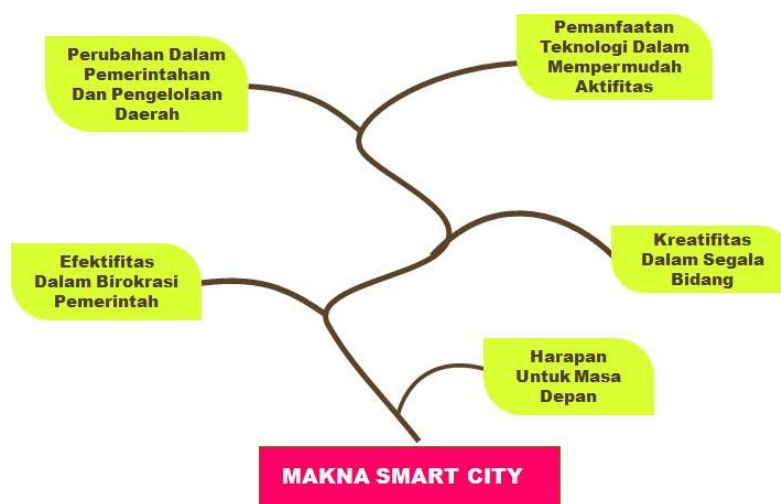 Perubahan Dalam
Pemerintahan
Dan Pengelolaan
Daerah
Pemanfaatan
Teknologi Dalam
Mempermudah
Aktifitas
Efektifitas
Dalam Birokrasi
Pemerintah
Kreatifitas
Dalam Segala
Bidang
Harapan
Untuk Masa
Depan
MAKNA SMART CITY